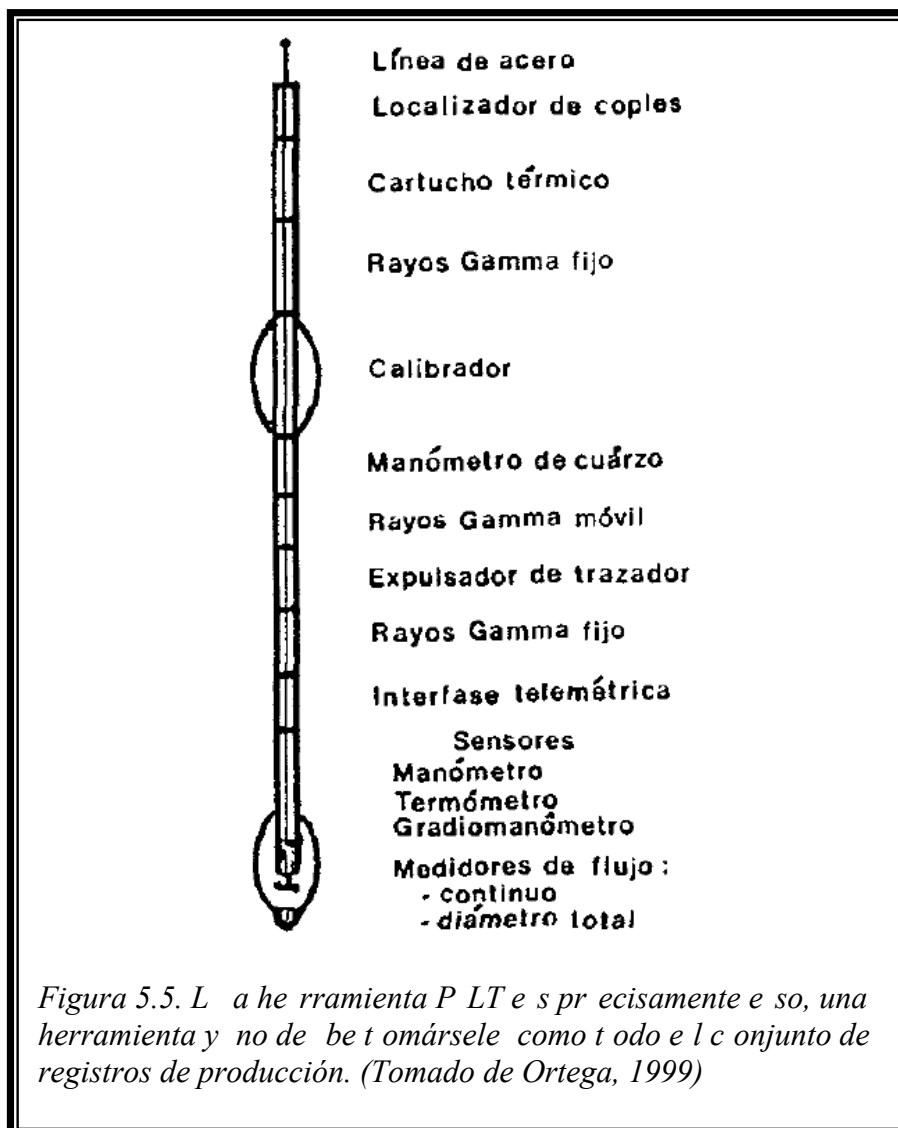 Línea de acero
Localizador de coples
Cartucho térmico
Rayos Gamma fijo
Calibrador
Manómetro de cuárzo
Rayos Gamma móvil
Expulsador de trazador
Rayos Gamma fijo
Interfase telemétrica
Sensores
Manómetro
Termómetro
Gradiomanómetro
Medidores de flujo :
- continuo
- diámetro total
Figura 5.5. L a he rramienta P LT e s pr ecisamente e so, una
herramienta y no de be t omársele como t odo e l c onjunto de
registros de producción. (Tomado de Ortega, 1999)